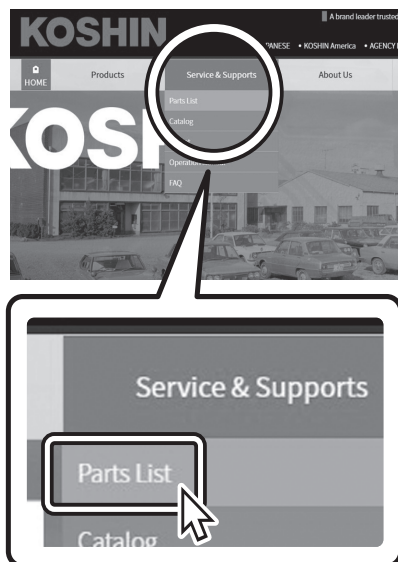 KOSHIN
A brand leader trusted
PANESE • KOSHIN America • AGENCY
HOME
Products
Service & Supports
About Us
Parts List
Catalog
Operation
FAQ
KOS
Service & Supports
Parts List
Catalog